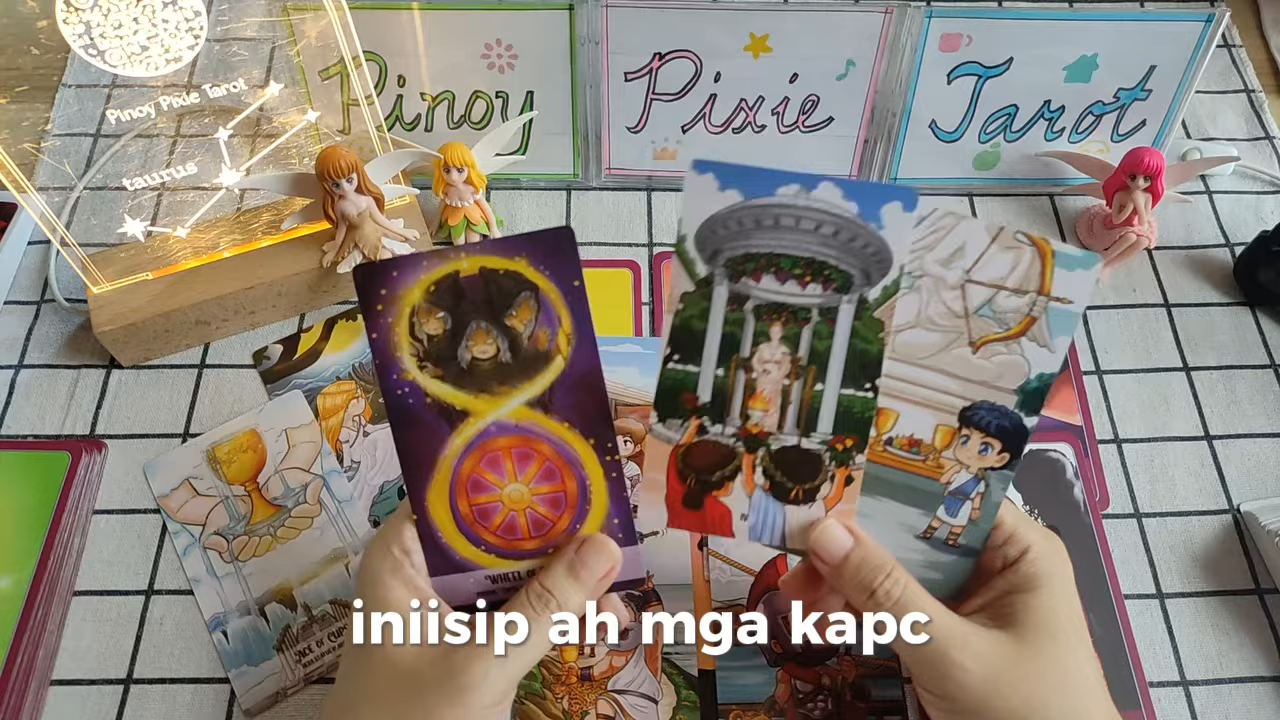 Pinoy Pixie Tarot
Pinoy Pixie Tarot
taurus
WHEEL OF
ACE OF CUPS
iniisip ah mga kapc